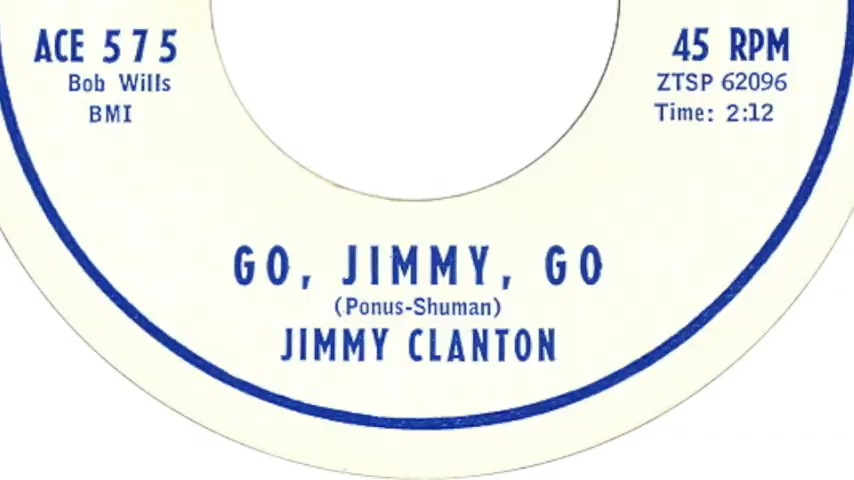 ACE 575
Bob Wills
BMI
45 RPM
ZTSP 62096
Time: 2:12
GO, JIMMY, GO
(Ponus-Shuman)
JIMMY CLANTON